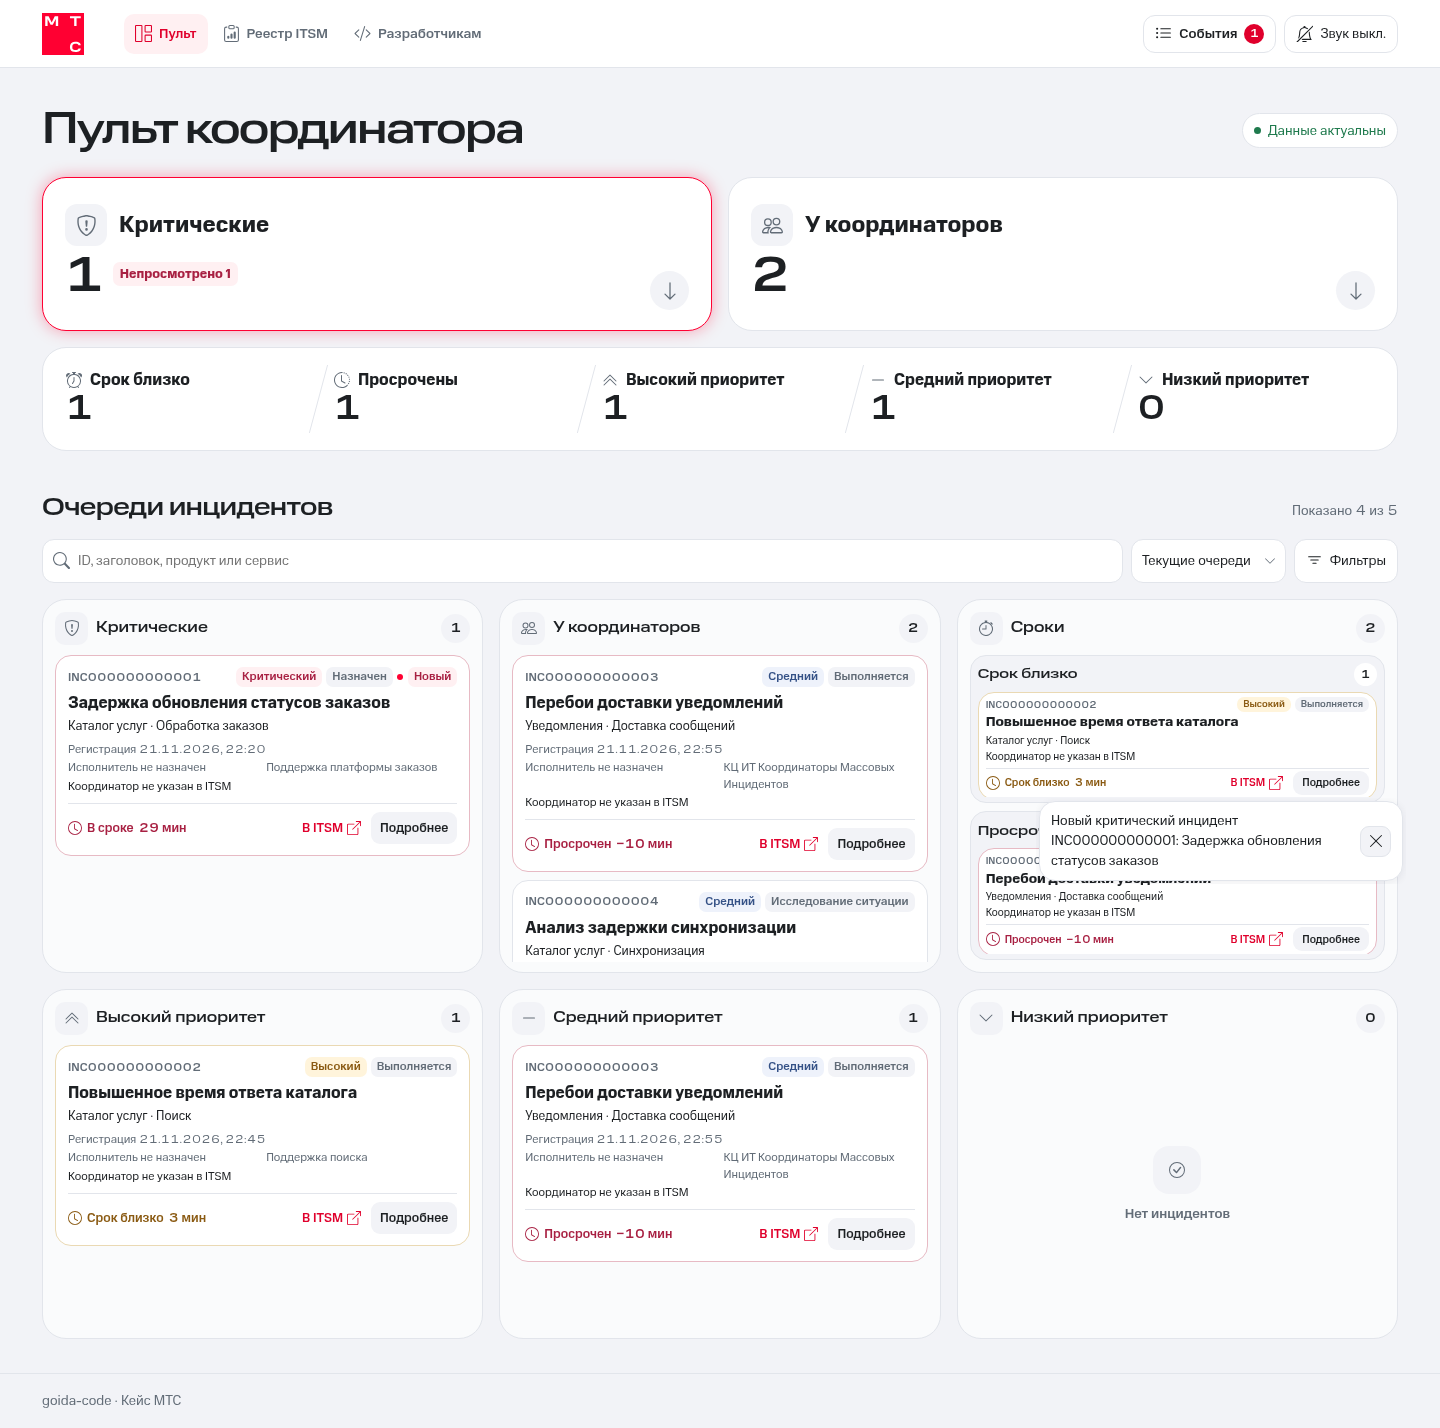 МТС
Пульт
Реестр ITSM
Разработчикам
События 1
Звук выкл.
Пульт координатора
Данные актуальны
Критические
1 Непросмотрено 1
У координаторов
2
Срок близко
1
Просрочены
1
Высокий приоритет
1
Средний приоритет
1
Низкий приоритет
0
Очереди инцидентов
Показано 4 из 5
ID, заголовок, продукт или сервис
Текущие очереди
Фильтры
Критические 1
INC000000000001 Критический Назначен Новый
Задержка обновления статусов заказов
Каталог услуг · Обработка заказов
Регистрация 21.11.2026, 22:20
Исполнитель не назначен Поддержка платформы заказов
Координатор не указан в ITSM
В сроке 29 мин В ITSM Подробнее
У координаторов 2
INC000000000003 Средний Выполняется
Перебои доставки уведомлений
Уведомления · Доставка сообщений
Регистрация 21.11.2026, 22:55
Исполнитель не назначен КЦ ИТ Координаторы Массовых
Инцидентов
Координатор не указан в ITSM
Просрочен −10 мин В ITSM Подробнее
INC000000000004 Средний Исследование ситуации
Анализ задержки синхронизации
Каталог услуг · Синхронизация
Сроки 2
Срок близко 1
INC000000000002 Высокий Выполняется
Повышенное время ответа каталога
Каталог услуг · Поиск
Координатор не указан в ITSM
Срок близко 3 мин В ITSM Подробнее
Новый критический инцидент
INC000000000001: Задержка обновления
статусов заказов
Перебои доставки уведомлений
Уведомления · Доставка сообщений
Координатор не указан в ITSM
Просрочен −10 мин В ITSM Подробнее
Высокий приоритет 1
INC000000000002 Высокий Выполняется
Повышенное время ответа каталога
Каталог услуг · Поиск
Регистрация 21.11.2026, 22:45
Исполнитель не назначен Поддержка поиска
Координатор не указан в ITSM
Срок близко 3 мин В ITSM Подробнее
Средний приоритет 1
INC000000000003 Средний Выполняется
Перебои доставки уведомлений
Уведомления · Доставка сообщений
Регистрация 21.11.2026, 22:55
Исполнитель не назначен КЦ ИТ Координаторы Массовых
Инцидентов
Координатор не указан в ITSM
Просрочен −10 мин В ITSM Подробнее
Низкий приоритет 0
Нет инцидентов
goida-code · Кейс МТС